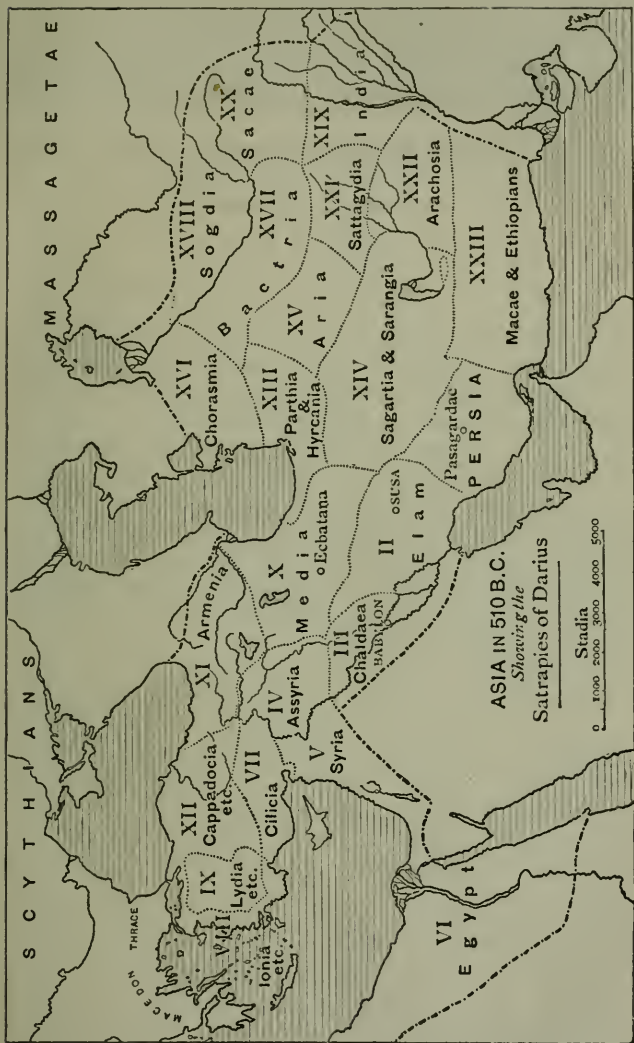 SCYTHIANS
MASSAGETAE
MACEDON
THRACE
VIII
Ionia
etc.
IX
Lydia
etc.
XII
Cappadocia
etc.
VII
Cilicia
XI
Armenia
IV
Assyria
V
Syria
VI
Egypt
III
Chaldaea
BABYLON
X
Media
Ecbatana
II
SUSA
Elam
Pasagardae
PERSIA
XVI
Chorasmia
XIII
Parthia
&
Hyrcania
XV
Aria
XIV
Sagartia & Sarangia
XVIII
Sogdia
XVII
Bactria
XX
Sacae
XIX
India
XXI
Sattagydia
XXII
Arachosia
XXIII
Macae & Ethiopians
ASIA IN 510 B.C.
Showing the
Satrapies of Darius
Stadia
0 1000 2000 3000 4000 5000